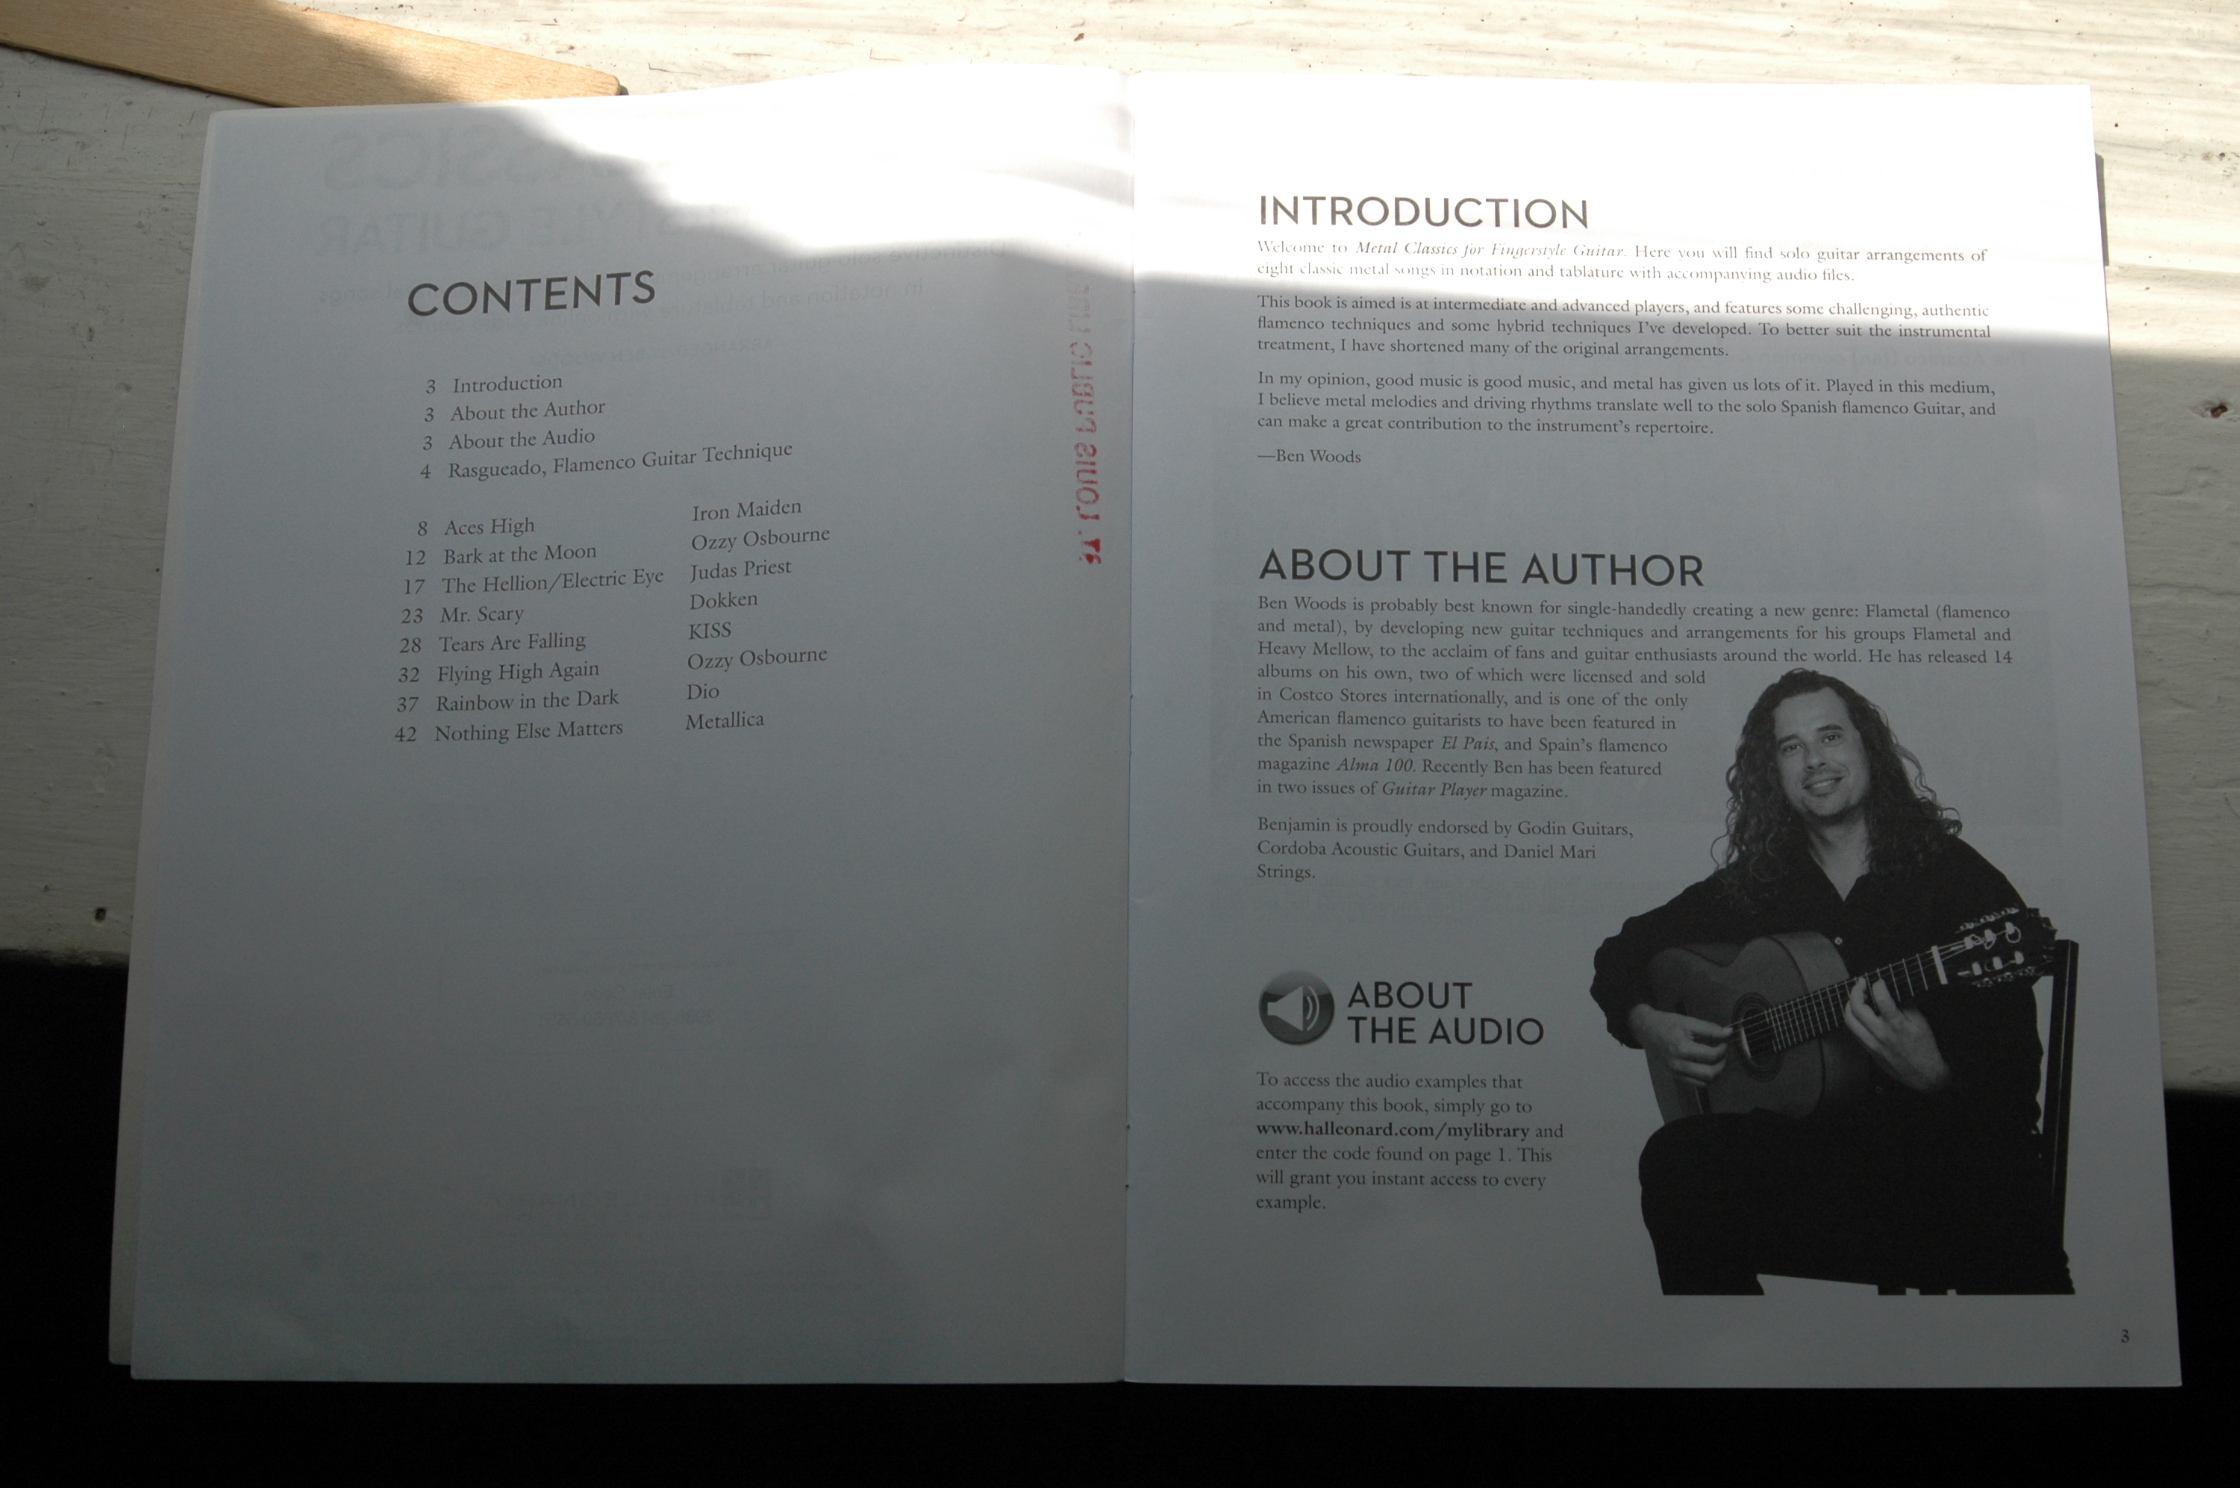 CONTENTS
3 Introduction
3 About the Author
3 About the Audio
4 Rasgueado, Flamenco Guitar Technique
8 Aces High Iron Maiden
12 Bark at the Moon Ozzy Osbourne
17 The Hellion/Electric Eye Judas Priest
23 Mr. Scary Dokken
28 Tears Are Falling KISS
32 Flying High Again Ozzy Osbourne
37 Rainbow in the Dark Dio
42 Nothing Else Matters Metallica
INTRODUCTION
Welcome to Metal Classics for Fingerstyle Guitar. Here you will find solo guitar arrangements of
eight classic metal songs in notation and tablature with accompanying audio files.
This book is aimed is at intermediate and advanced players, and features some challenging, authentic
flamenco techniques and some hybrid techniques I've developed. To better suit the instrumental
treatment, I have shortened many of the original arrangements.
In my opinion, good music is good music, and metal has given us lots of it. Played in this medium,
I believe metal melodies and driving rhythms translate well to the solo Spanish flamenco Guitar, and
can make a great contribution to the instrument's repertoire.
—Ben Woods
ABOUT THE AUTHOR
Ben Woods is probably best known for single-handedly creating a new genre: Flametal (flamenco
and metal), by developing new guitar techniques and arrangements for his groups Flametal and
Heavy Mellow, to the acclaim of fans and guitar enthusiasts around the world. He has released 14
albums on his own, two of which were licensed and sold
in Costco Stores internationally, and is one of the only
American flamenco guitarists to have been featured in
the Spanish newspaper El Pais, and Spain's flamenco
magazine Alma 100. Recently Ben has been featured
in two issues of Guitar Player magazine.
Benjamin is proudly endorsed by Godin Guitars,
Cordoba Acoustic Guitars, and Daniel Mari
Strings.
ABOUT
THE AUDIO
To access the audio examples that
accompany this book, simply go to
www.halleonard.com/mylibrary and
enter the code found on page 1. This
will grant you instant access to every
example.
3